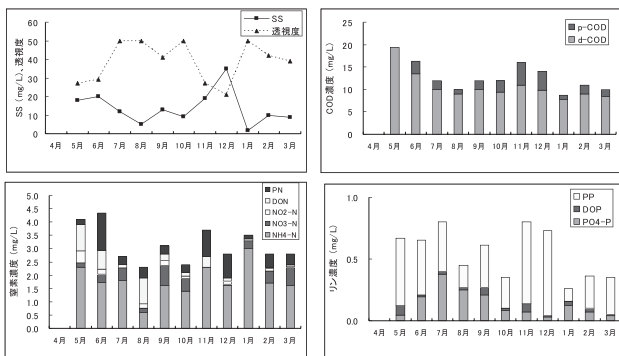 SS
透視度
SS (mg/L)、透視度
60
50
40
30
20
10
0
4月 5月 6月 7月 8月 9月 10月 11月 12月 1月 2月 3月
p-COD
d-COD
COD濃度 (mg/L)
25
20
15
10
5
0
4月 5月 6月 7月 8月 9月 10月 11月 12月 1月 2月 3月
PN
DON
NO2-N
NO3-N
NH4-N
窒素濃度 (mg/L)
5.0
4.5
4.0
3.5
3.0
2.5
2.0
1.5
1.0
0.5
0.0
4月 5月 6月 7月 8月 9月 10月 11月 12月 1月 2月 3月
PP
DOP
PO4-P
リン濃度 (mg/L)
1.0
0.5
0.0
4月 5月 6月 7月 8月 9月 10月 11月 12月 1月 2月 3月